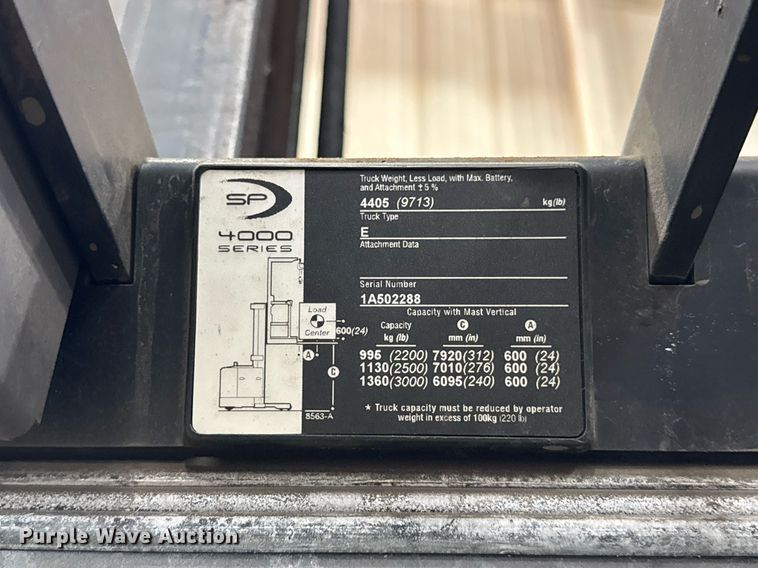 SP
4000
SERIES
Truck Weight, Less Load, with Max. Battery,
and Attachment ± 5 %
4405 (9713) kg(lb)
Truck Type
E
Attachment Data
Serial Number
1A502288
Capacity with Mast Vertical
Capacity C A
kg (lb) mm (in) mm (in)
995 (2200) 7920 (312) 600 (24)
1130 (2500) 7010 (276) 600 (24)
1360 (3000) 6095 (240) 600 (24)
★ Truck capacity must be reduced by operator
weight in excess of 100kg (220 lb)
Load
Center
600(24)
A
C
8563-A
Purple Wave Auction